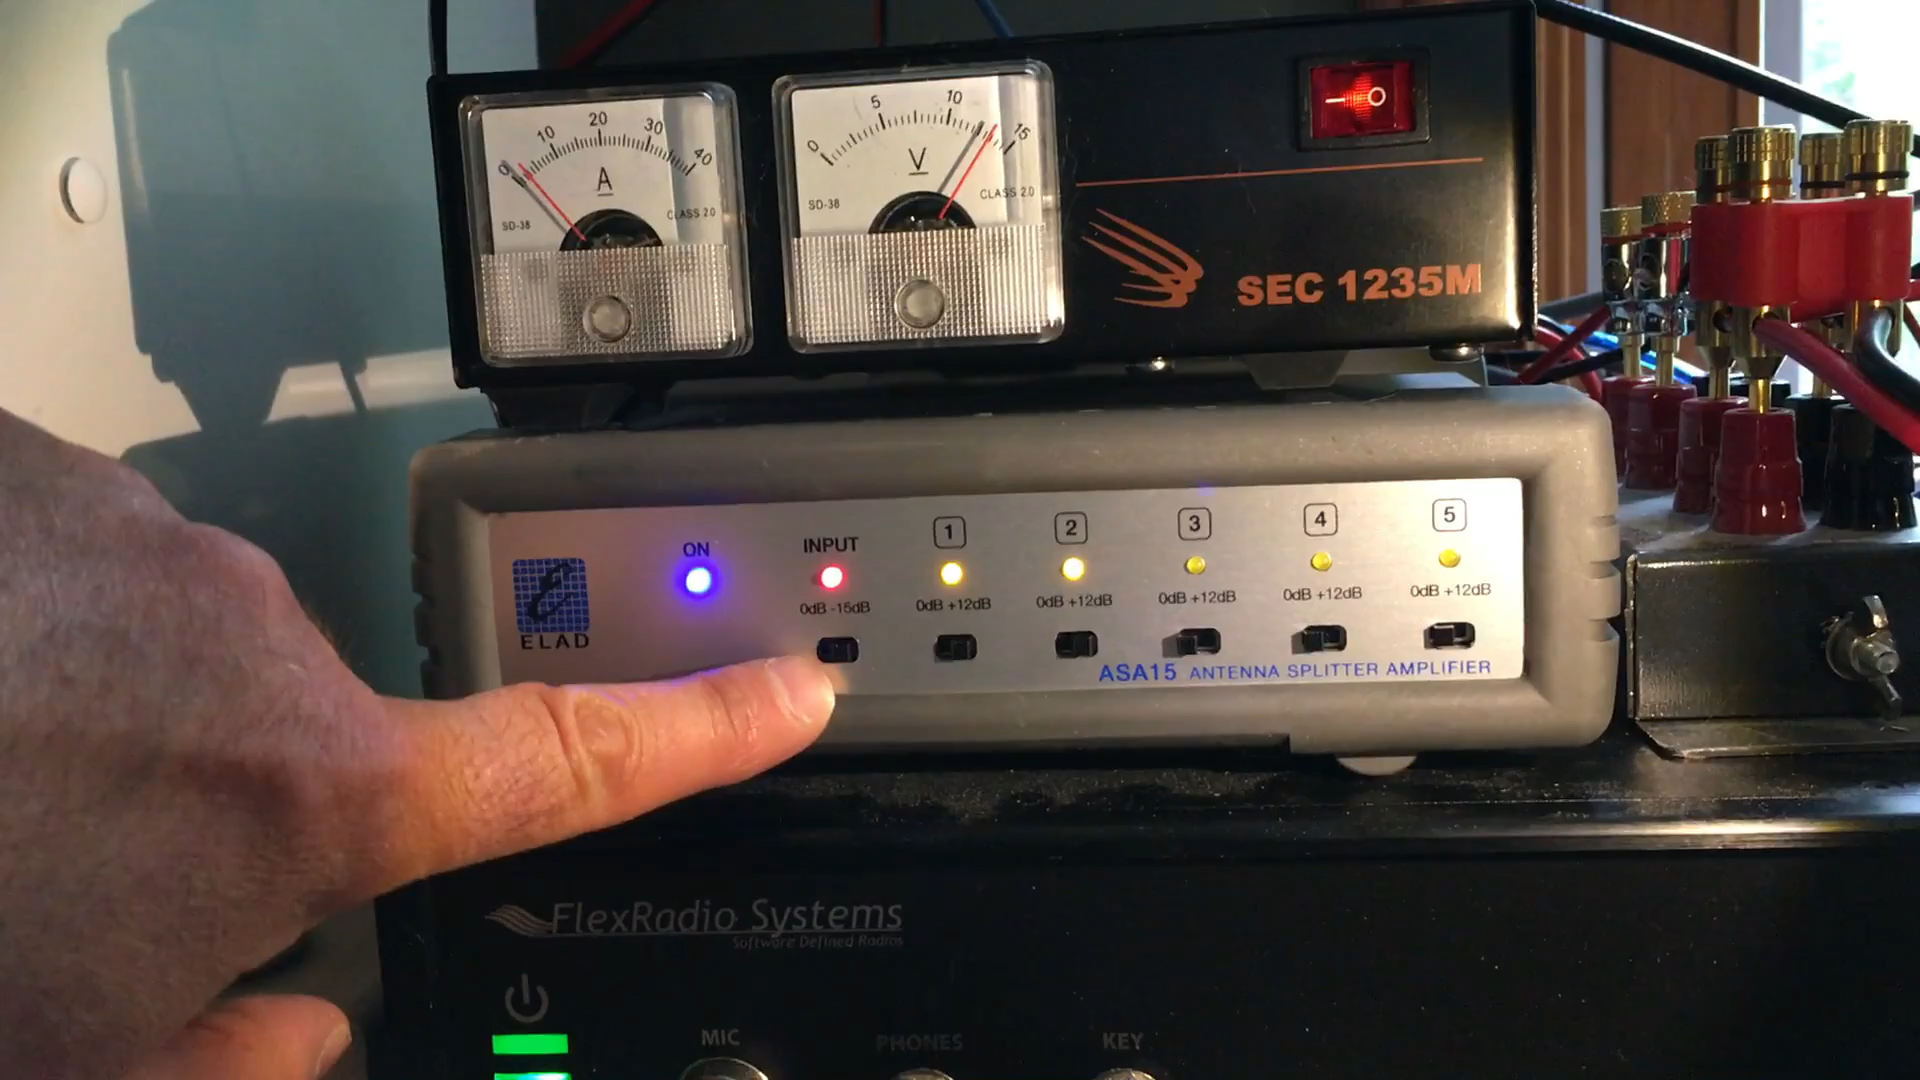 0 10 20 30 40
A
SD-38
CLASS 2.0
0 5 10 15
V
SD-38
CLASS 2.0
SEC 1235M
ELAD
ON
INPUT
1
2
3
4
5
0dB -15dB
0dB +12dB
0dB +12dB
0dB +12dB
0dB +12dB
0dB +12dB
ASA15 ANTENNA SPLITTER AMPLIFIER
FlexRadio Systems
Software Defined Radios
MIC
PHONES
KEY